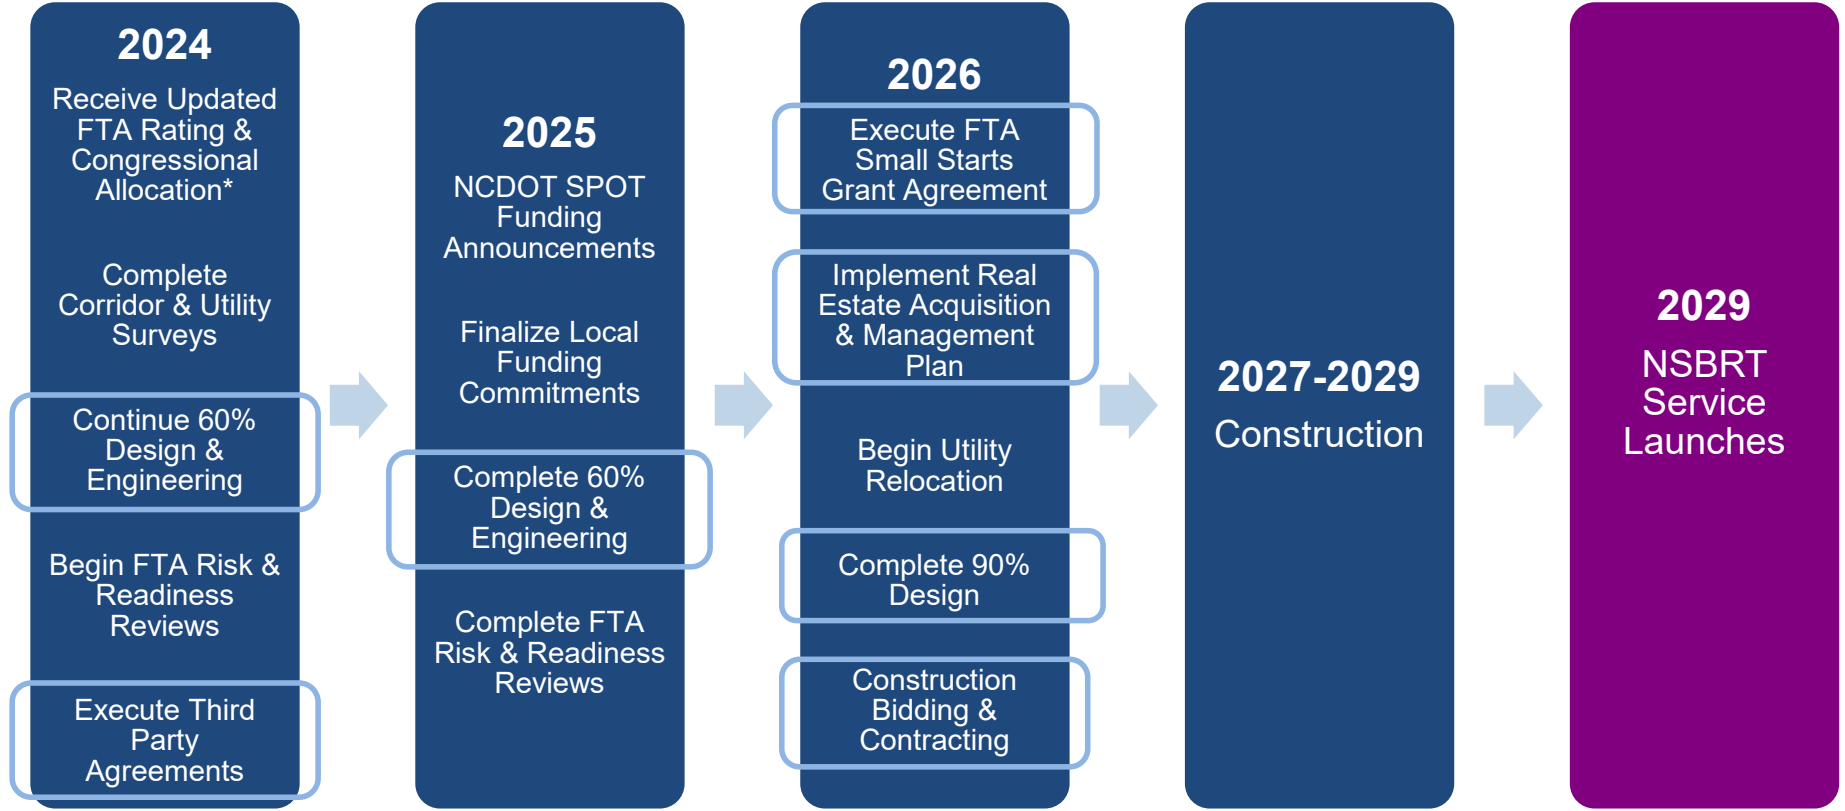 2024
Receive Updated
FTA Rating &
Congressional
Allocation*
Complete
Corridor & Utility
Surveys
Continue 60%
Design &
Engineering
Begin FTA Risk &
Readiness
Reviews
Execute Third
Party
Agreements
2025
NCDOT SPOT
Funding
Announcements
Finalize Local
Funding
Commitments
Complete 60%
Design &
Engineering
Complete FTA
Risk & Readiness
Reviews
2026
Execute FTA
Small Starts
Grant Agreement
Implement Real
Estate Acquisition
& Management
Plan
Begin Utility
Relocation
Complete 90%
Design
Construction
Bidding &
Contracting
2027-2029
Construction
2029
NSBRT
Service
Launches